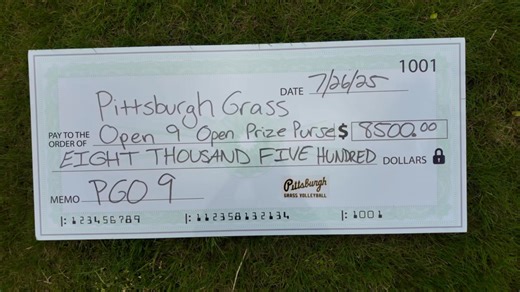 1001
DATE 7/26/25
Pittsburgh Grass
PAY TO THE
ORDER OF Open 9 Open Prize Purse $ 8500.00
EIGHT THOUSAND FIVE HUNDRED DOLLARS
MEMO PGO 9
Pittsburgh
GRASS VOLLEYBALL
|: 123456789 |: 112358132134 |: 1001